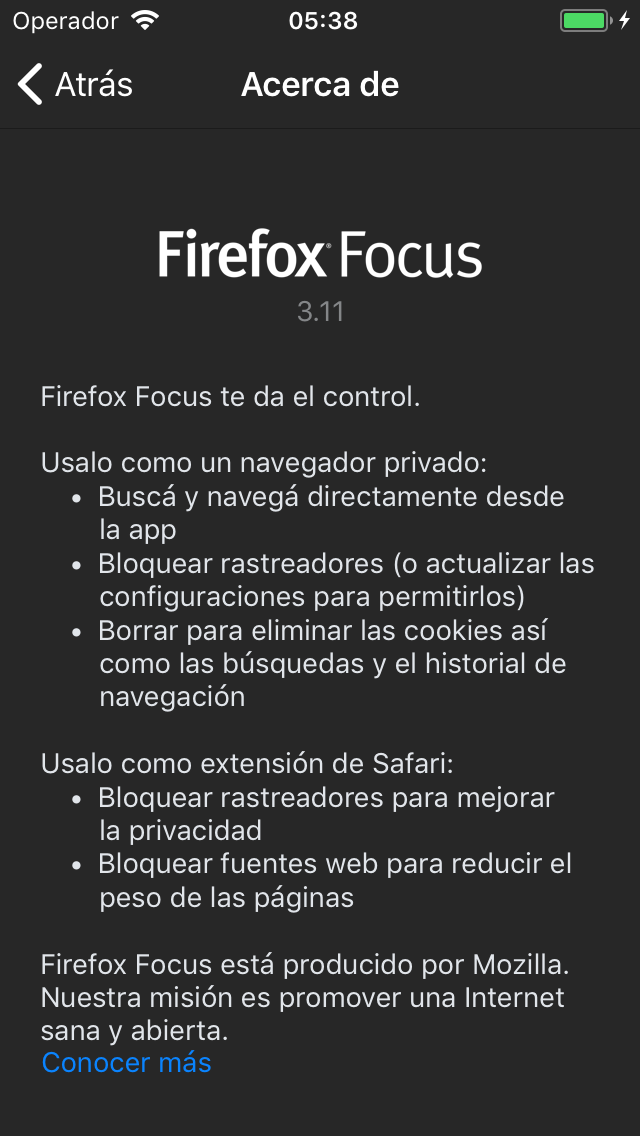 Operador
05:38
Atrás
Acerca de
Firefox Focus
3.11
Firefox Focus te da el control.
Usalo como un navegador privado:
• Buscá y navegá directamente desde
la app
• Bloquear rastreadores (o actualizar las
configuraciones para permitirlos)
• Borrar para eliminar las cookies así
como las búsquedas y el historial de
navegación
Usalo como extensión de Safari:
• Bloquear rastreadores para mejorar
la privacidad
• Bloquear fuentes web para reducir el
peso de las páginas
Firefox Focus está producido por Mozilla.
Nuestra misión es promover una Internet
sana y abierta.
Conocer más